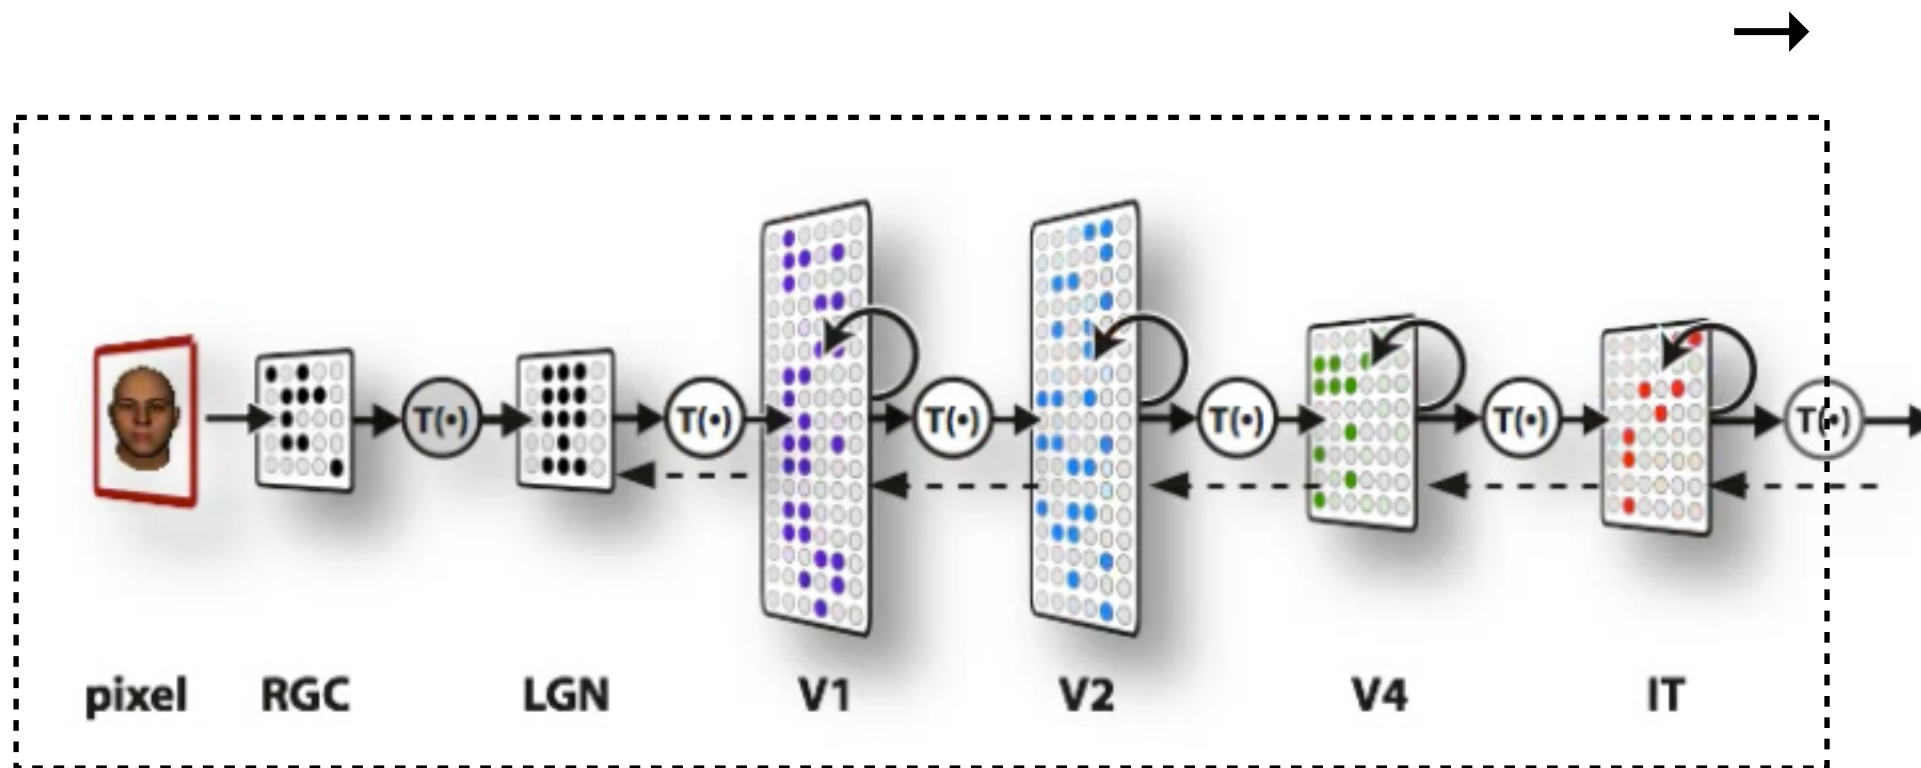 T(•) T(•) T(•) T(•) T(•) T(•)
pixel RGC LGN V1 V2 V4 IT